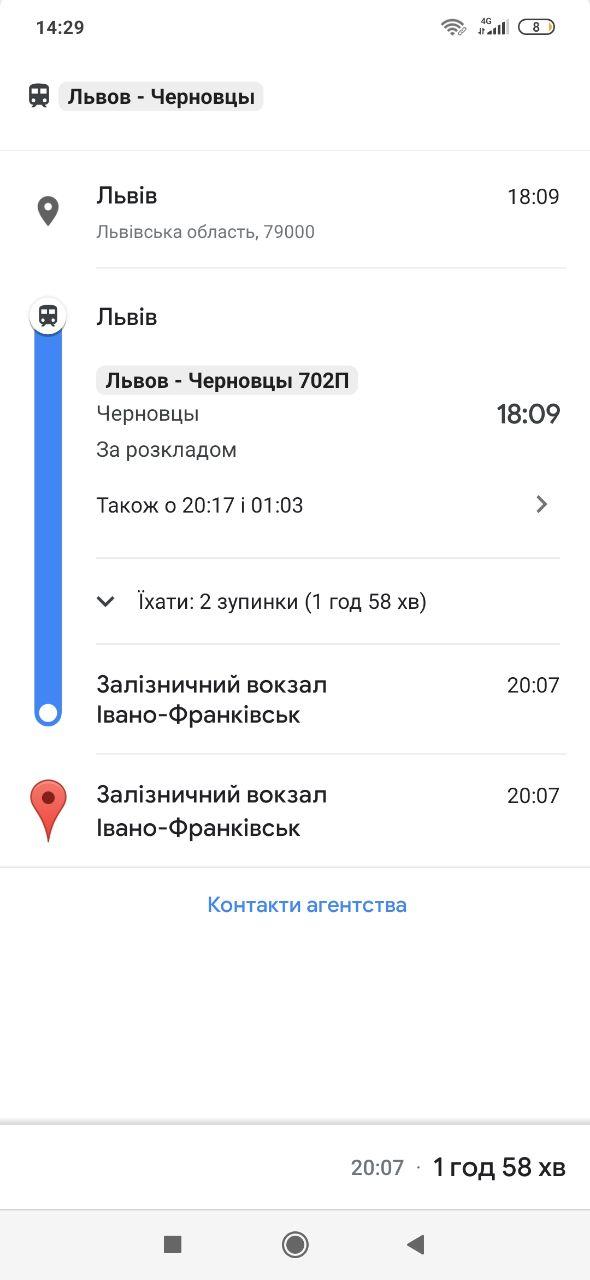 14:29
4G
8
Львов - Черновцы
Львів
18:09
Львівська область, 79000
Львів
Львов - Черновцы 702П
Черновцы
18:09
За розкладом
Також о 20:17 і 01:03
Їхати: 2 зупинки (1 год 58 хв)
Залізничний вокзал
20:07
Івано-Франківськ
Залізничний вокзал
20:07
Івано-Франківськ
Контакти агентства
20:07 · 1 год 58 хв